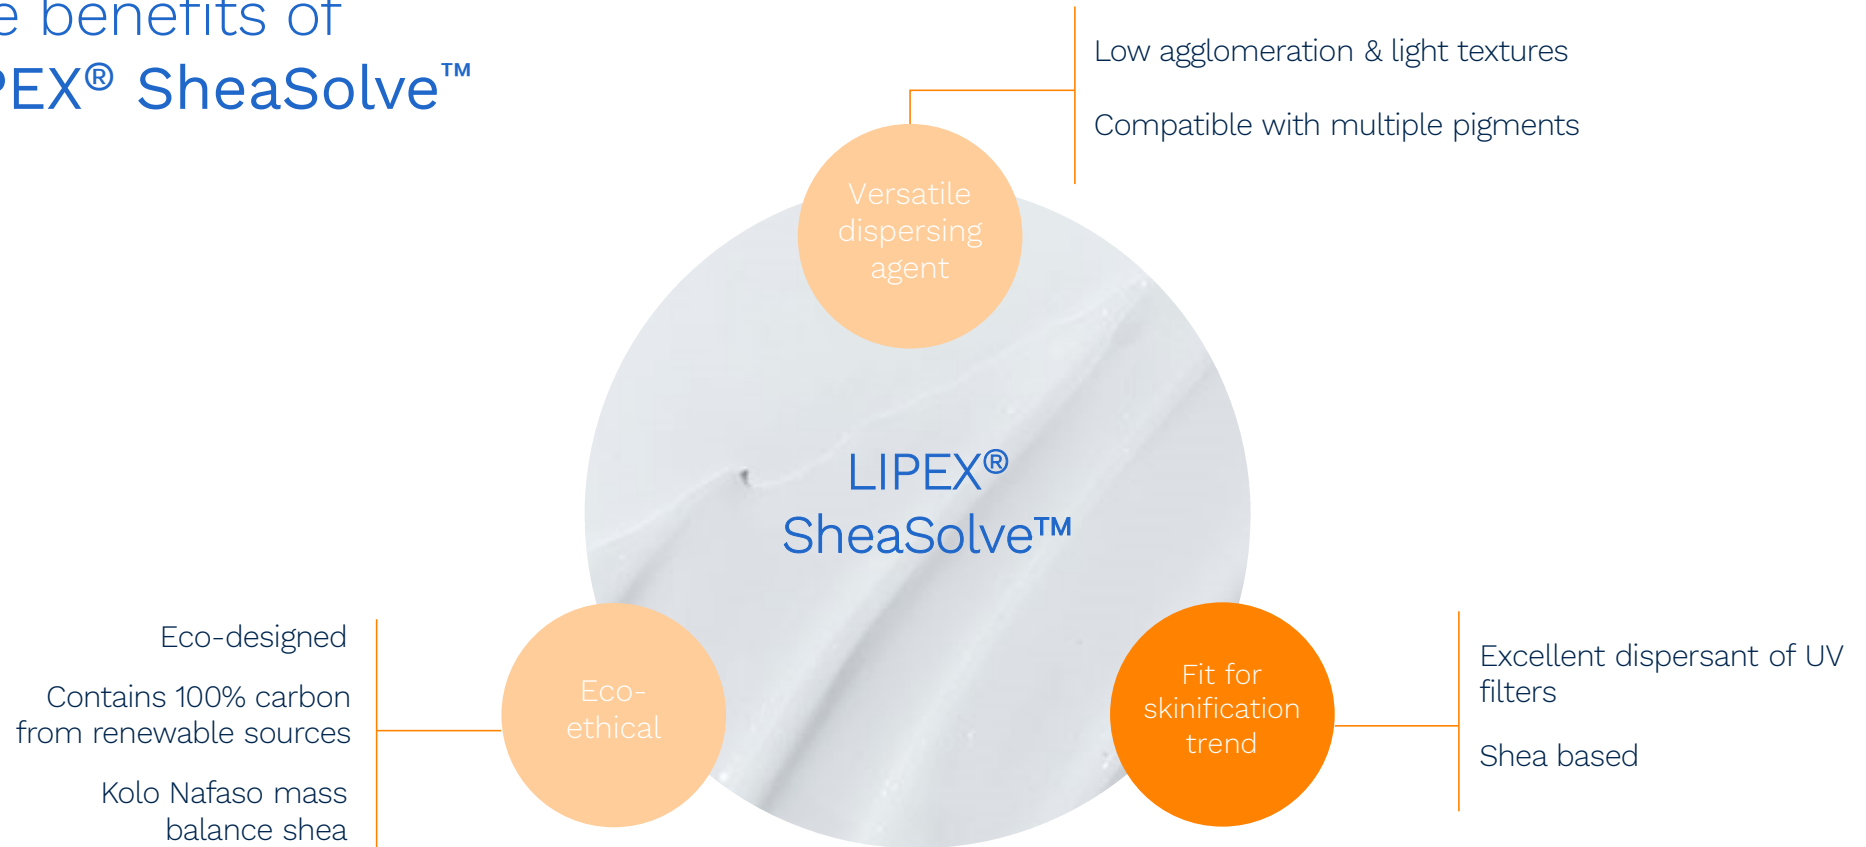 e benefits of
PEX® SheaSolve™
Low agglomeration & light textures
Compatible with multiple pigments
Versatile
dispersing
agent
LIPEX®
SheaSolve™
Eco-designed
Contains 100% carbon
from renewable sources
Kolo Nafaso mass
balance shea
Eco-
ethical
Fit for
skinification
trend
Excellent dispersant of UV
filters
Shea based